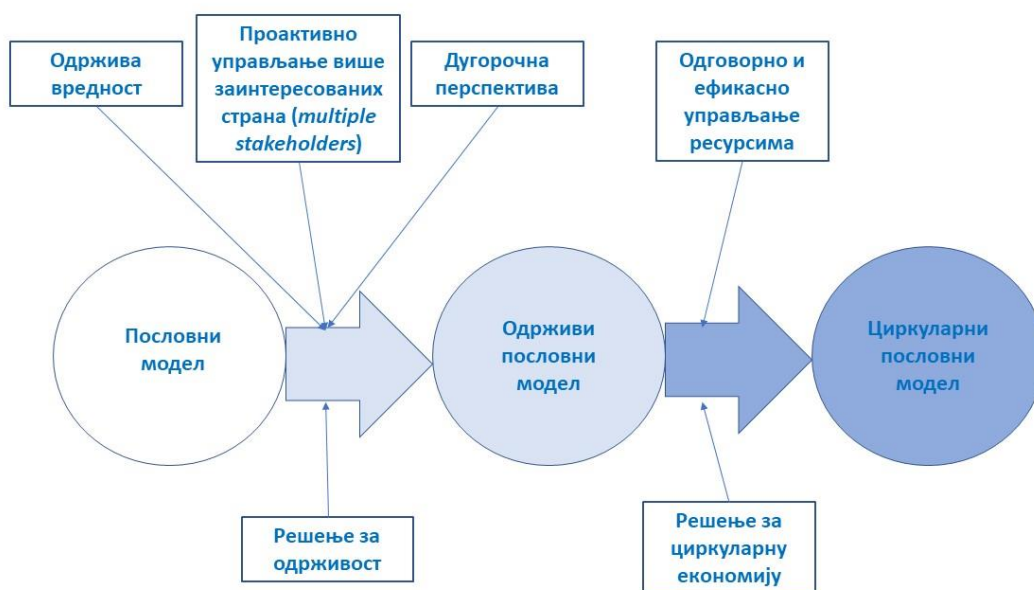 Одржива
вредност
Проактивно
управљање више
заинтересованих
страна (multiple
stakeholders)
Дугорочна
перспектива
Одговорно и
ефикасно
управљање
ресурсима
Пословни
модел
Одрживи
пословни
модел
Циркуларни
пословни
модел
Решење за
одрживост
Решење за
циркуларну
економију